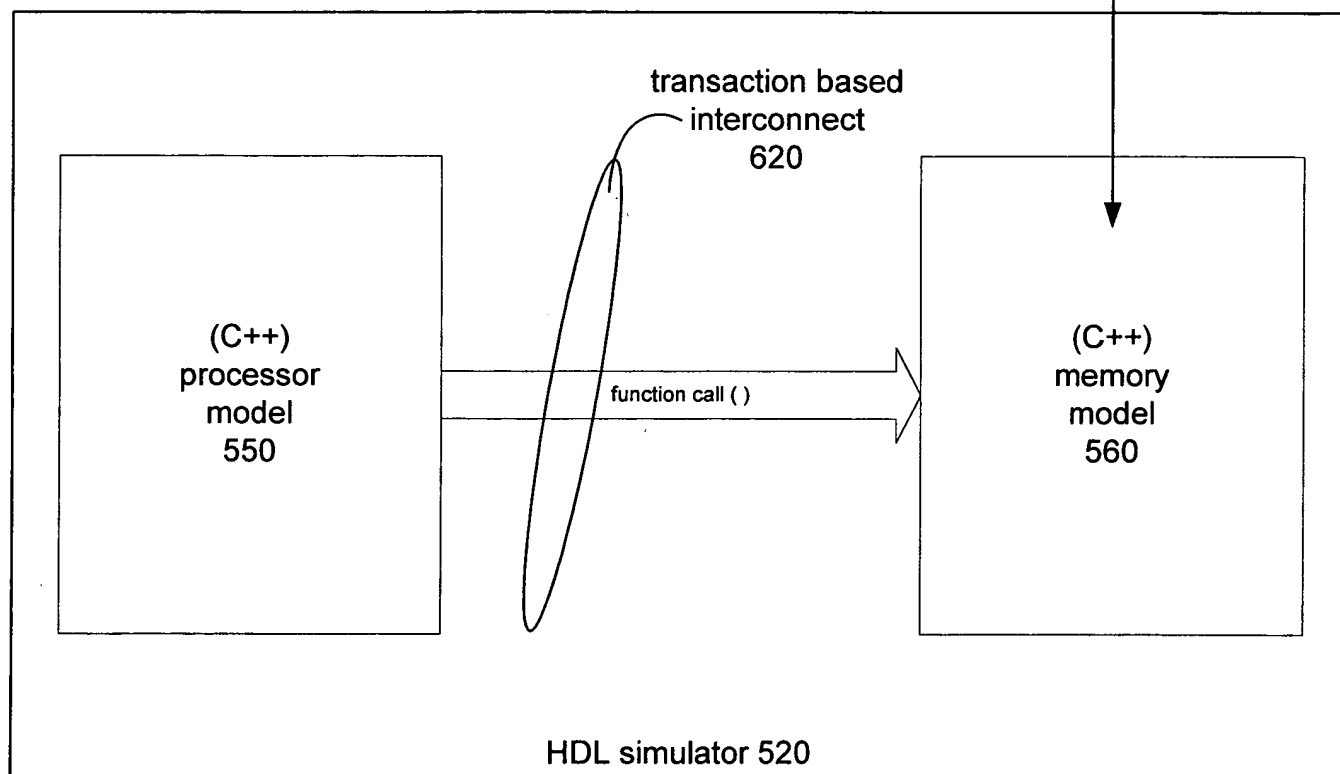 transaction based
interconnect
620
(C++)
processor
model
550
function call ( )
(C++)
memory
model
560
HDL simulator 520